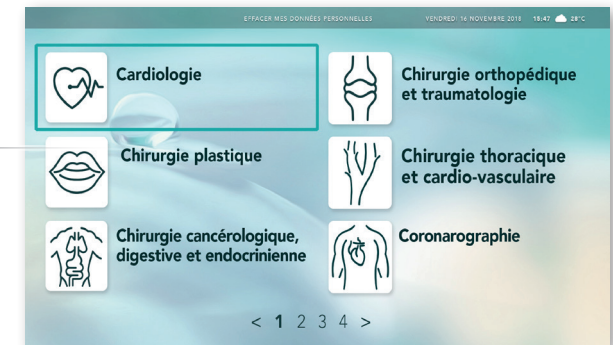 EFFACER MES DONNÉES PERSONNELLES
VENDREDI 16 NOVEMBRE 2018 18:47 28°C
Cardiologie
Chirurgie orthopédique
et traumatologie
Chirurgie plastique
Chirurgie thoracique
et cardio-vasculaire
Chirurgie cancérologique,
digestive et endocrinienne
Coronarographie
< 1 2 3 4 >